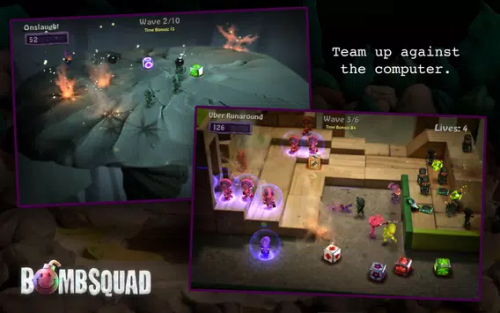 Onslaught
52
Wave 2/10
Team up against
the computer.
Uber Runaround
126
Wave 3/6
Lives: 4
BOMBSQUAD